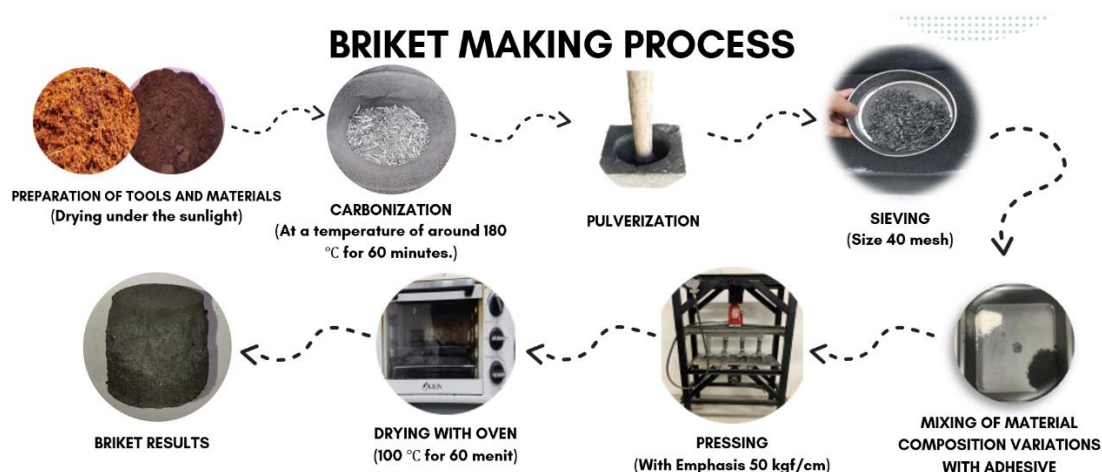 BRIKET MAKING PROCESS
PREPARATION OF TOOLS AND MATERIALS
(Drying under the sunlight)
CARBONIZATION
(At a temperature of around 180
°C for 60 minutes.)
PULVERIZATION
SIEVING
(Size 40 mesh)
MIXING OF MATERIAL
COMPOSITION VARIATIONS
WITH ADHESIVE
PRESSING
(With Emphasis 50 kgf/cm)
DRYING WITH OVEN
(100 °C for 60 menit)
BRIKET RESULTS